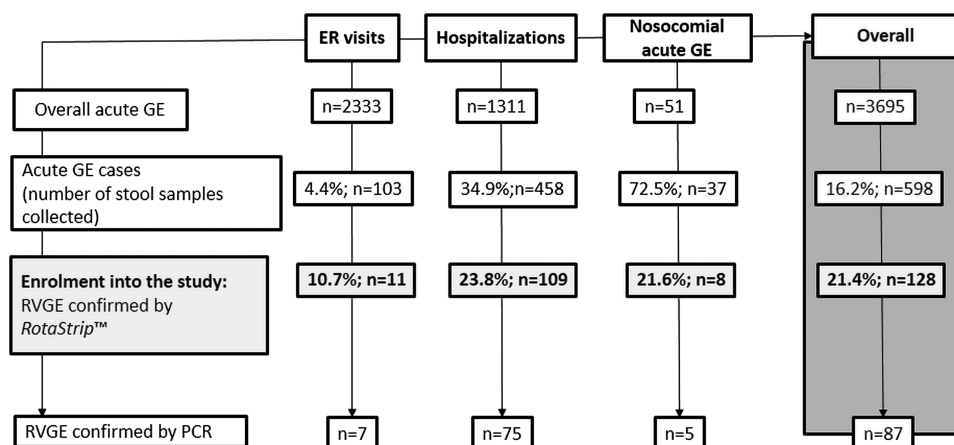 ER visits
Hospitalizations
Nosocomial
acute GE
Overall
Overall acute GE
n=2333
n=1311
n=51
n=3695
Acute GE cases
(number of stool samples
collected)
4.4%; n=103
34.9%;n=458
72.5%; n=37
16.2%; n=598
Enrolment into the study:
RVGE confirmed by
RotaStrip™
10.7%; n=11
23.8%; n=109
21.6%; n=8
21.4%; n=128
RVGE confirmed by PCR
n=7
n=75
n=5
n=87